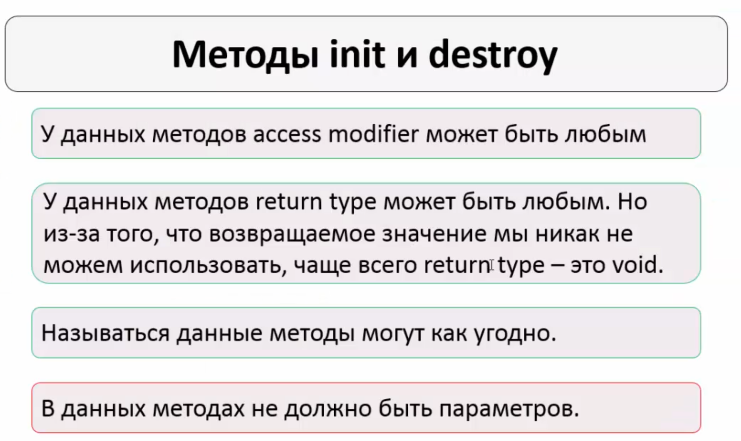 Методы init и destroy
У данных методов access modifier может быть любым
У данных методов return type может быть любым. Но
из-за того, что возвращаемое значение мы никак не
можем использовать, чаще всего return type – это void.
Называться данные методы могут как угодно.
В данных методах не должно быть параметров.